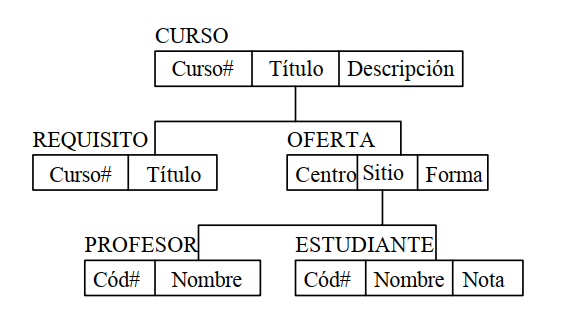 CURSO
Curso# Título Descripción
REQUISITO OFERTA
Curso# Título Centro Sitio Forma
PROFESOR ESTUDIANTE
Cód# Nombre Cód# Nombre Nota